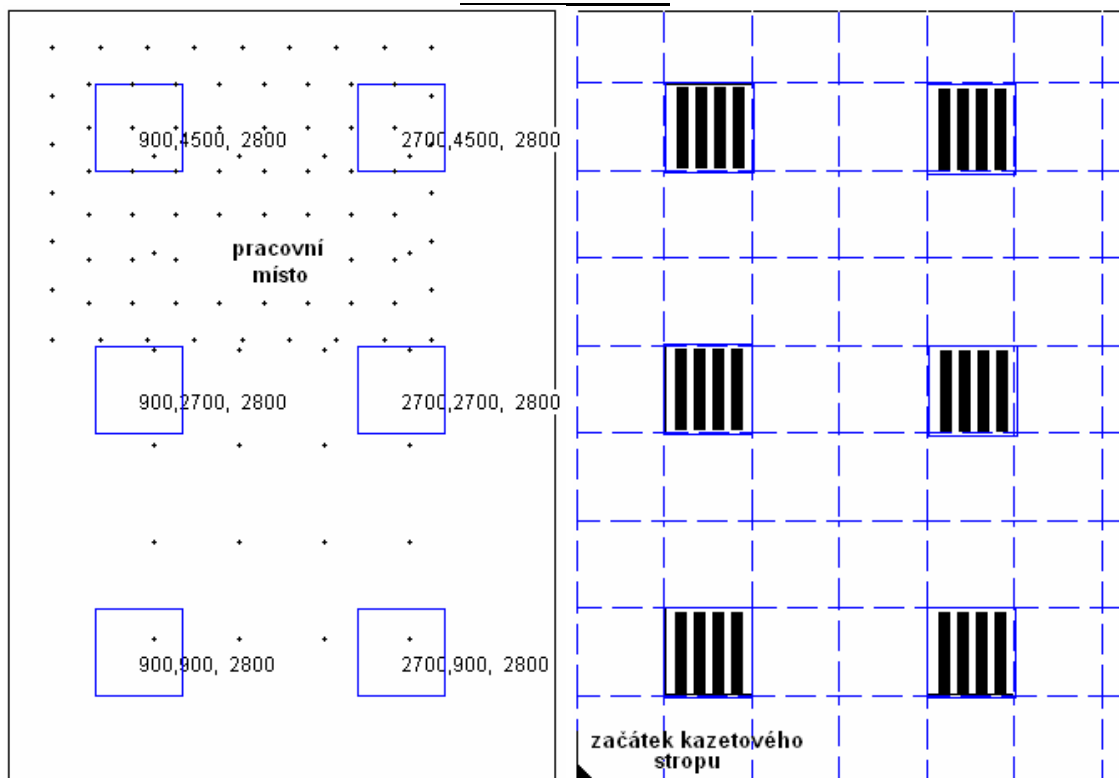 900,4500, 2800
2700,4500, 2800
pracovní
místo
900,2700, 2800
2700,2700, 2800
900,900, 2800
2700,900, 2800
začátek kazetového
stropu